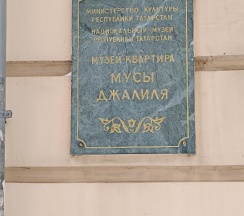 МИНИСТЕРСТВО КУЛЬТУРЫ
РЕСПУБЛИКИ ТАТАРСТАН
НАЦИОНАЛЬНЫЙ МУЗЕЙ
РЕСПУБЛИКИ ТАТАРСТАН
МУЗЕЙ-КВАРТИРА
МУСЫ
ДЖАЛИЛЯ